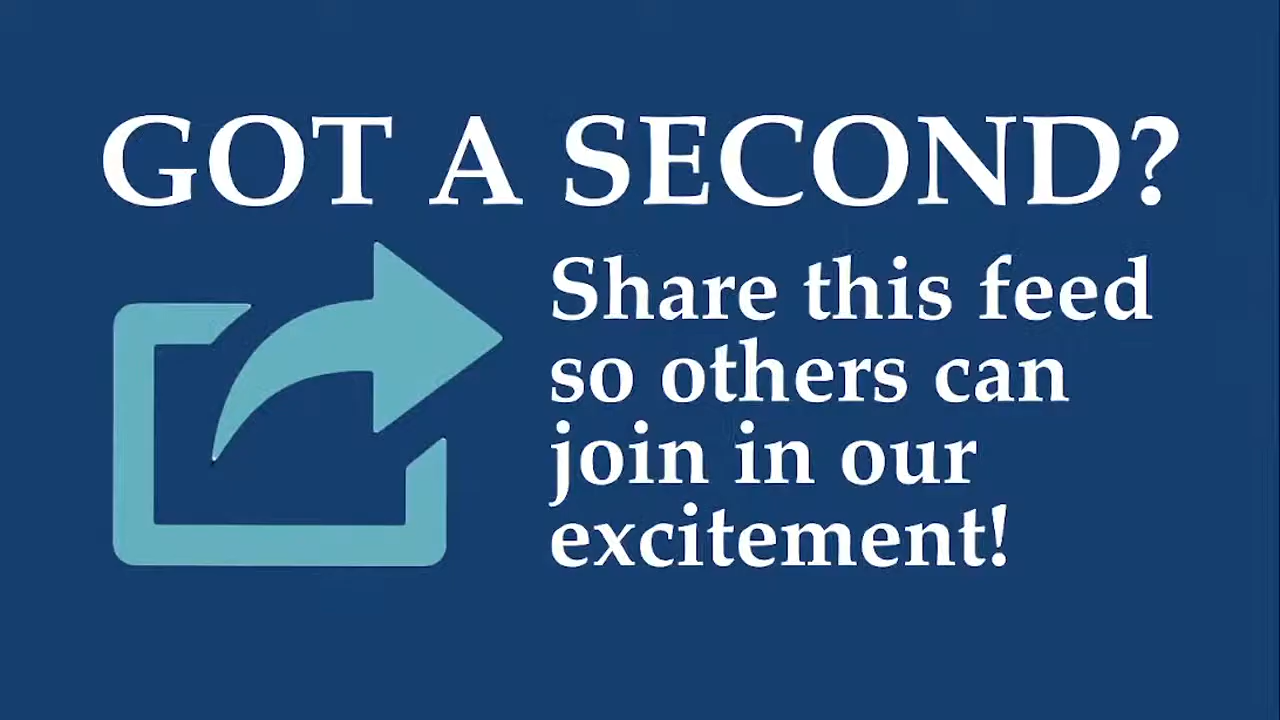 GOT A SECOND?
Share this feed
so others can
join in our
excitement!